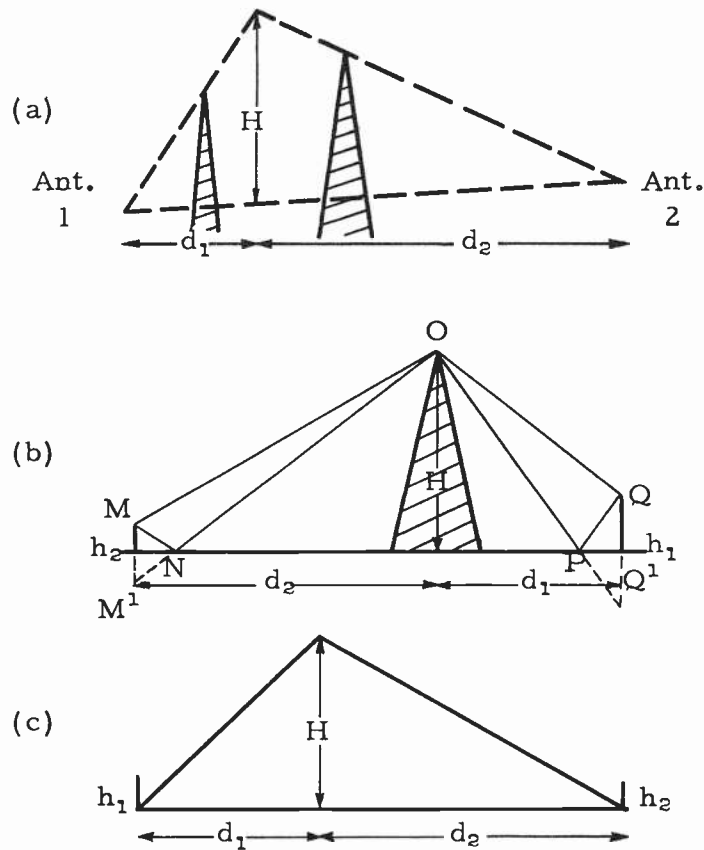 (a)
H
Ant.
1
Ant.
2
d₁
d₂
O
(b)
M
H
Q
h₂
N
P
h₁
d₂
d₁
M¹
Q¹
(c)
H
h₁
h₂
d₁
d₂